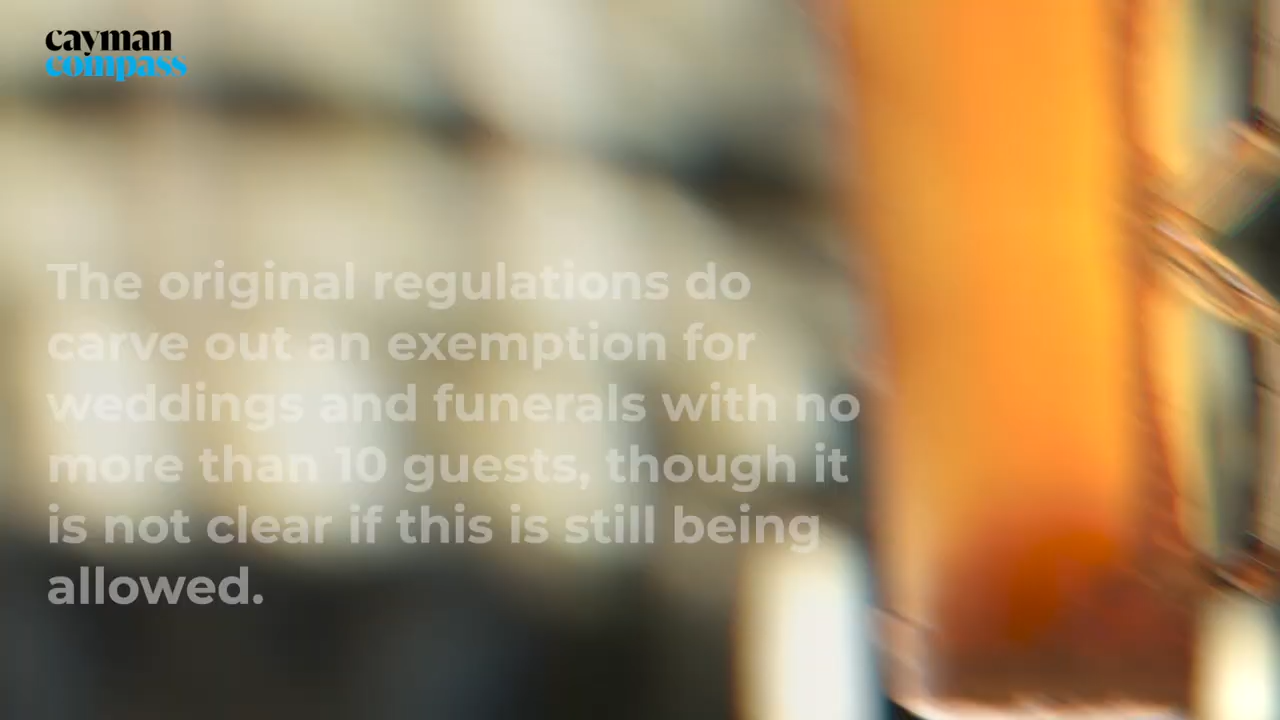 cayman
compass
The original regulations do
carve out an exemption for
weddings and funerals with no
more than 10 guests, though it
is not clear if this is still being
allowed.